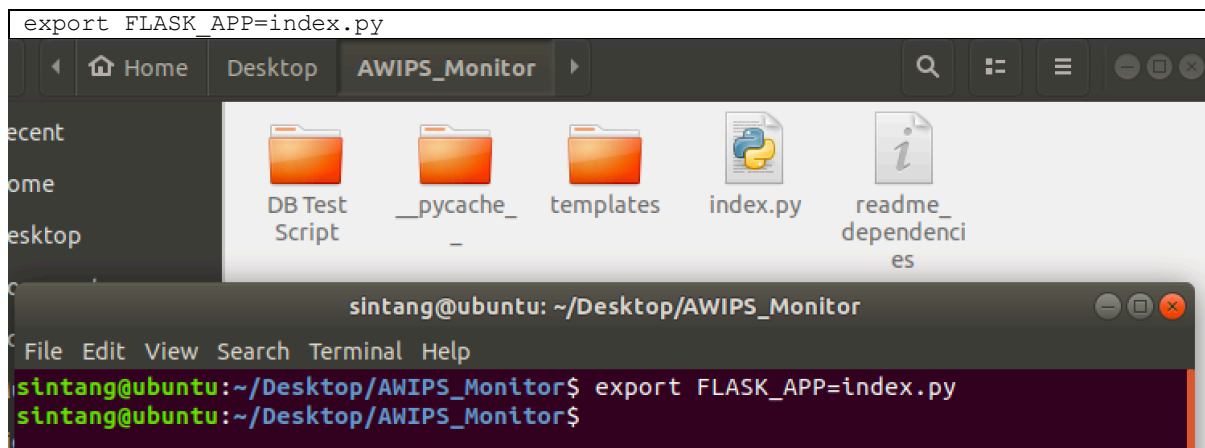 export FLASK_APP=index.py
Home Desktop AWIPS_Monitor
ecent
ome
esktop
DB Test
Script
__pycache_
_
templates
index.py
readme_
dependenci
es
sintang@ubuntu: ~/Desktop/AWIPS_Monitor
File Edit View Search Terminal Help
sintang@ubuntu:~/Desktop/AWIPS_Monitor$ export FLASK_APP=index.py
sintang@ubuntu:~/Desktop/AWIPS_Monitor$